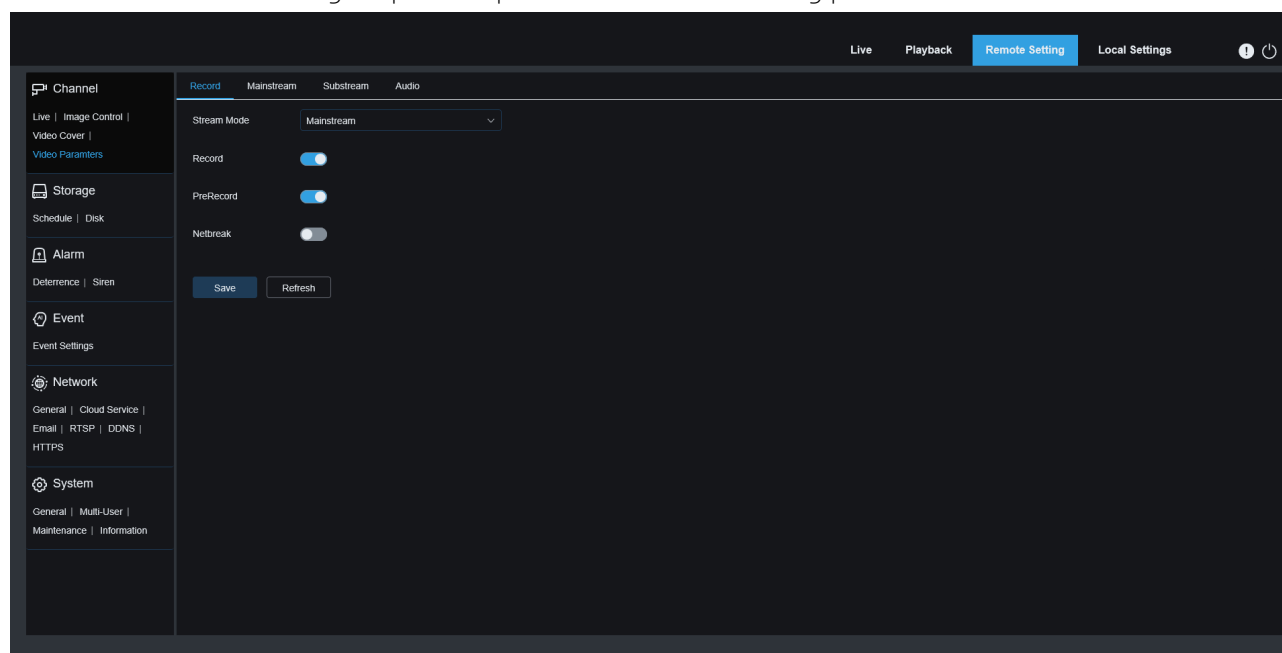 Live Playback Remote Setting Local Settings
Channel
Live | Image Control |
Video Cover |
Video Paramters
Storage
Schedule | Disk
Alarm
Deterrence | Siren
Event
Event Settings
Network
General | Cloud Service |
Email | RTSP | DDNS |
HTTPS
System
General | Multi-User |
Maintenance | Information
Record Mainstream Substream Audio
Stream Mode Mainstream
Record
PreRecord
Netbreak
Save Refresh